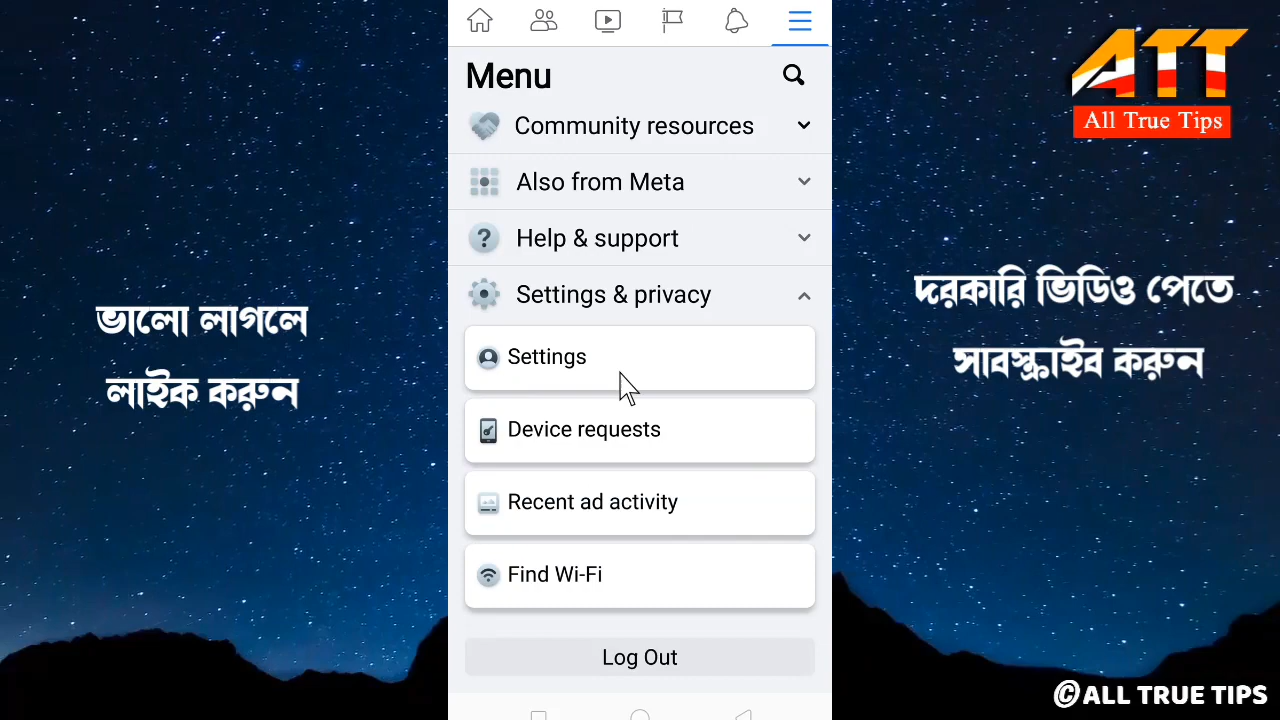 Menu
Community resources
Also from Meta
Help & support
Settings & privacy
Settings
Device requests
Recent ad activity
Find Wi-Fi
Log Out
ভালো লাগলে
লাইক করুন
ATT
All True Tips
দরকারি ভিডিও পেতে
সাবস্ক্রাইব করুন
©ALL TRUE TIPS